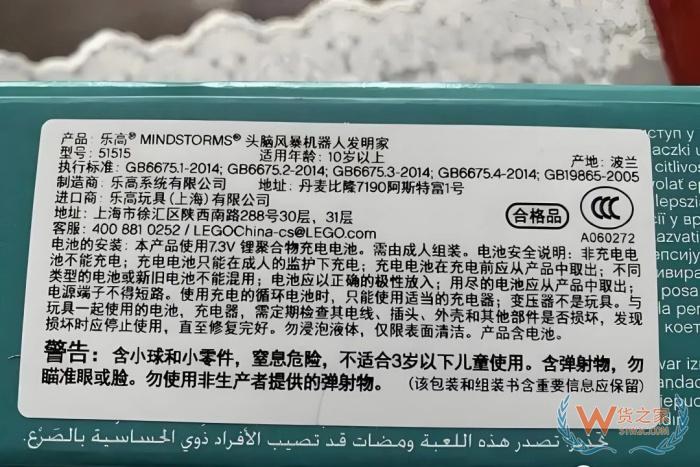 产品: 乐高® MINDSTORMS® 头脑风暴机器人发明家
型号: 51515 适用年龄: 10岁以上 产地: 波兰
执行标准: GB6675.1-2014; GB6675.2-2014; GB6675.3-2014; GB6675.4-2014; GB19865-2005
制造商: 乐高系统有限公司 地址: 丹麦比隆7190阿斯特富1号
进口商: 乐高玩具(上海)有限公司
地址: 上海市徐汇区陕西南路288号30层, 31层 合格品 CCC
客服: 400 881 0252 / LEGOChina-cs@LEGO.com A060272
电池的安装: 本产品使用7.3V 锂聚合物充电电池。需由成人组装。电池安全说明: 非充电电
池不能充电; 充电电池只能在成人的监护下充电; 充电电池在充电前应从产品中取出; 不同
类型的电池或新旧电池不能混用; 电池应以正确的极性放入; 用尽的电池应从产品中取出;
电源端子不得短路。使用充电的循环电池时, 只能使用适当的充电器; 变压器不是玩具。与
玩具一起使用的电池, 充电器, 需定期检查其电线、插头、外壳和其他部件是否损坏, 发现
损坏时应停止使用, 直至修复完好。勿浸泡液体, 仅限表面清洁。产品含电池。
警告: 含小球和小零件, 窒息危险, 不适合3岁以下儿童使用。含弹射物, 勿
瞄准眼或脸。勿使用非生产者提供的弹射物。 (该包装和组装书含重要信息应保留)
تحذير تصدر هذه اللعبة ومضات قد تصيب الأفراد ذوي الحساسية بالصَرَع.
货之家